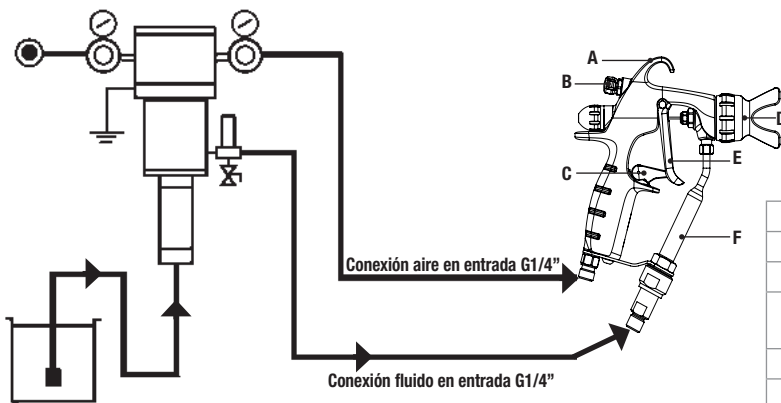 A
B
D
E
C
F
Conexión aire en entrada G1/4”
Conexión fluido en entrada G1/4”